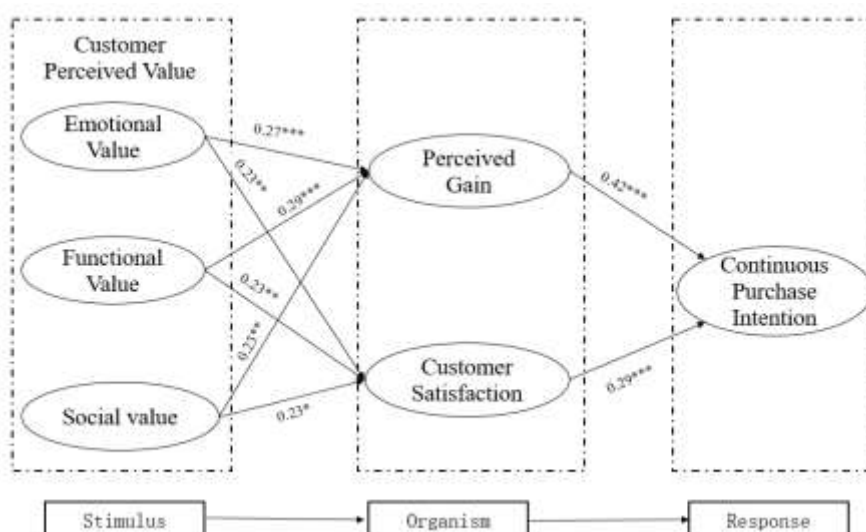 Customer
Perceived Value
Emotional
Value
Functional
Value
Social value
0.27***
0.23**
0.29***
0.23**
0.23**
0.23*
Perceived
Gain
Customer
Satisfaction
0.42***
0.29***
Continuous
Purchase
Intention
Stimulus
Organism
Response